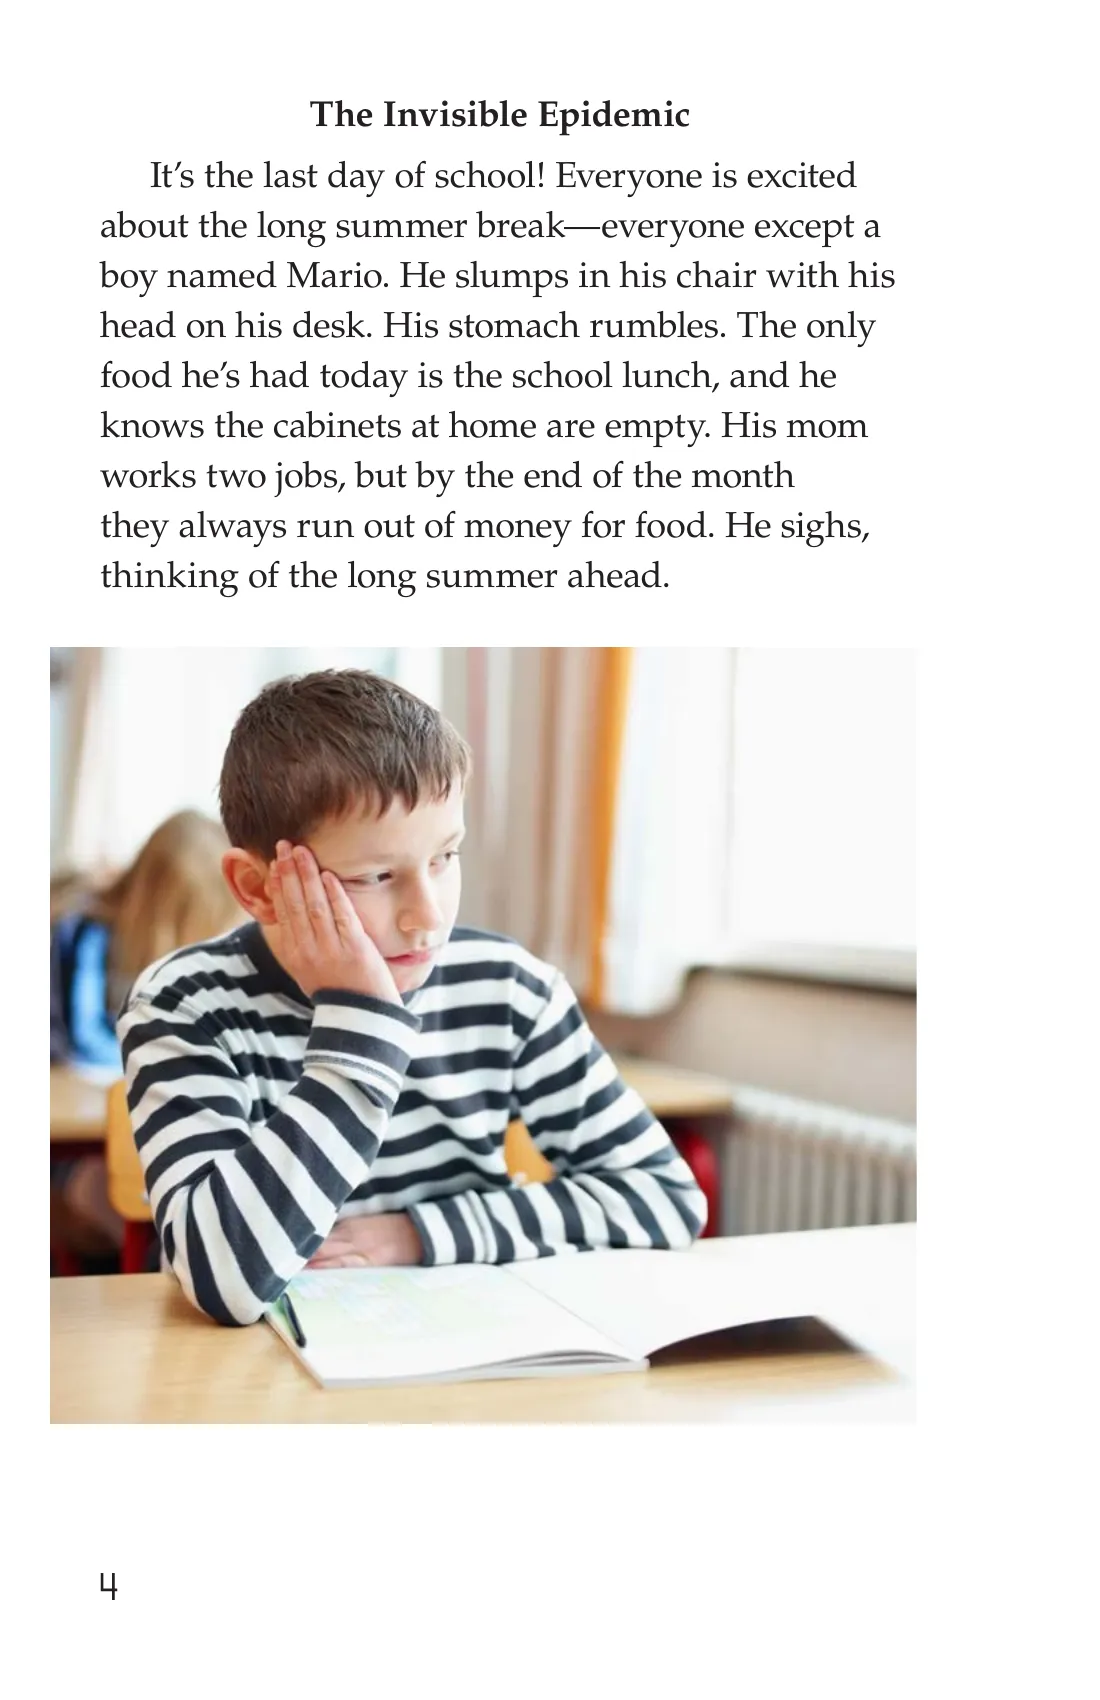 The Invisible Epidemic
It’s the last day of school! Everyone is excited
about the long summer break—everyone except a
boy named Mario. He slumps in his chair with his
head on his desk. His stomach rumbles. The only
food he’s had today is the school lunch, and he
knows the cabinets at home are empty. His mom
works two jobs, but by the end of the month
they always run out of money for food. He sighs,
thinking of the long summer ahead.
4